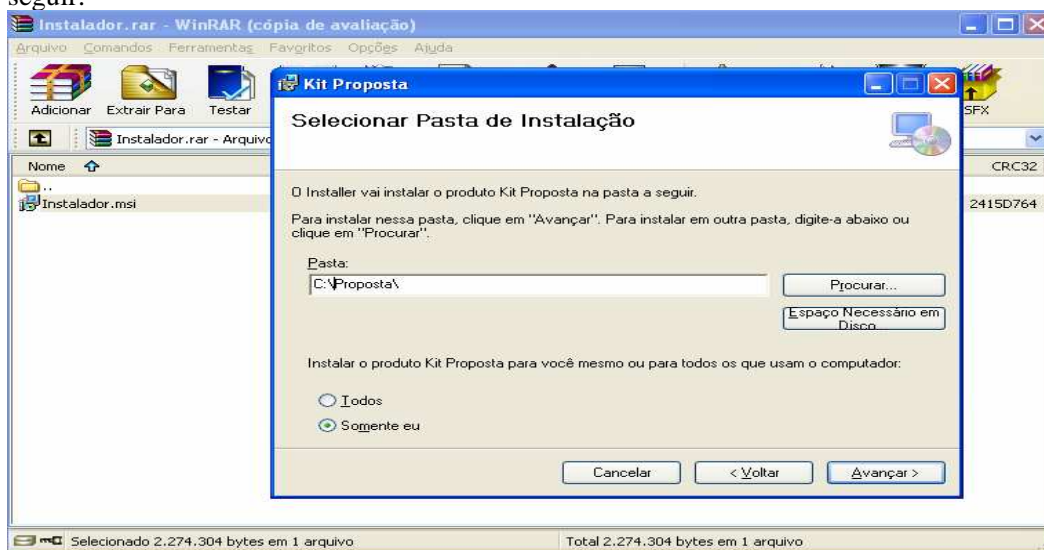 seguir:
Instalador.rar - WinRAR (cópia de avaliação)
Arquivo Comandos Ferramentas Favoritos Opções Ajuda
Adicionar Extrair Para Testar SFX
Instalador.rar - Arquivo
Nome CRC32
..
Instalador.msi 2415D764
Kit Proposta
Selecionar Pasta de Instalação
O Installer vai instalar o produto Kit Proposta na pasta a seguir.
Para instalar nessa pasta, clique em "Avançar". Para instalar em outra pasta, digite-a abaixo ou
clique em "Procurar".
Pasta:
C:\Proposta\
Procurar...
Espaço Necessário em
Disco
Instalar o produto Kit Proposta para você mesmo ou para todos os que usam o computador:
Todos
Somente eu
Cancelar < Voltar Avançar >
Selecionado 2.274.304 bytes em 1 arquivo Total 2.274.304 bytes em 1 arquivo